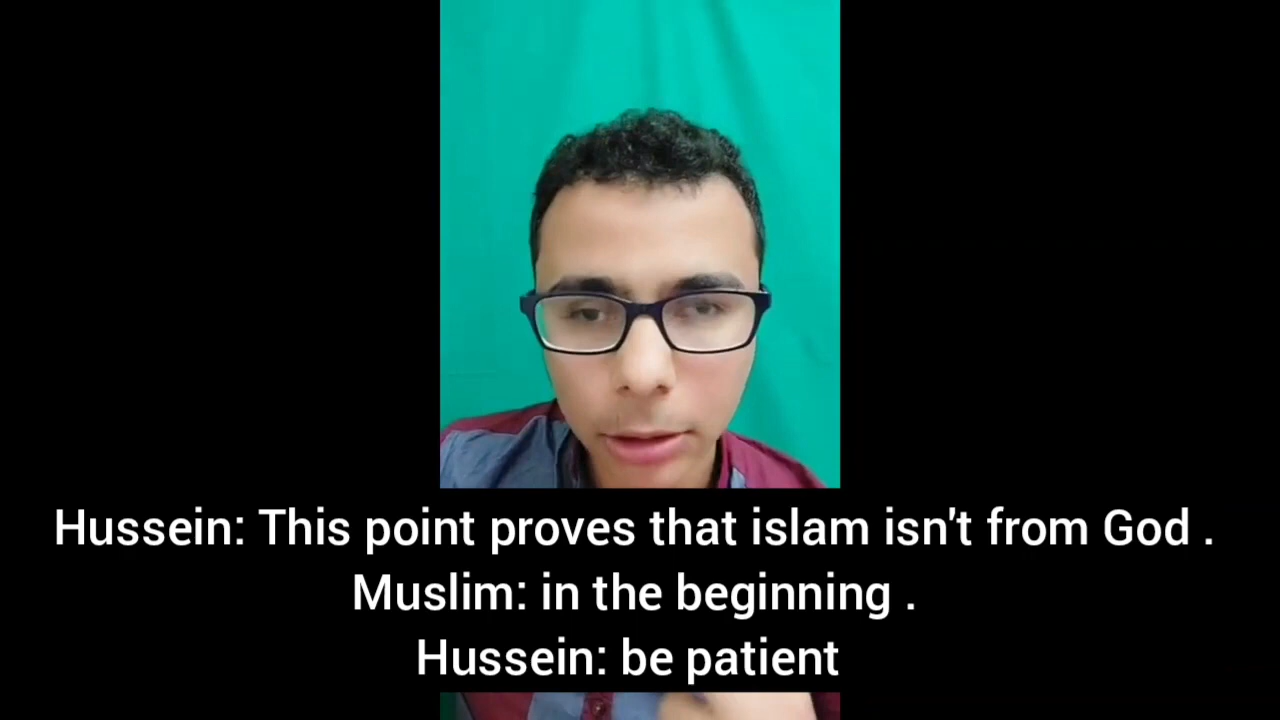 Hussein: This point proves that islam isn't from God .
Muslim: in the beginning .
Hussein: be patient